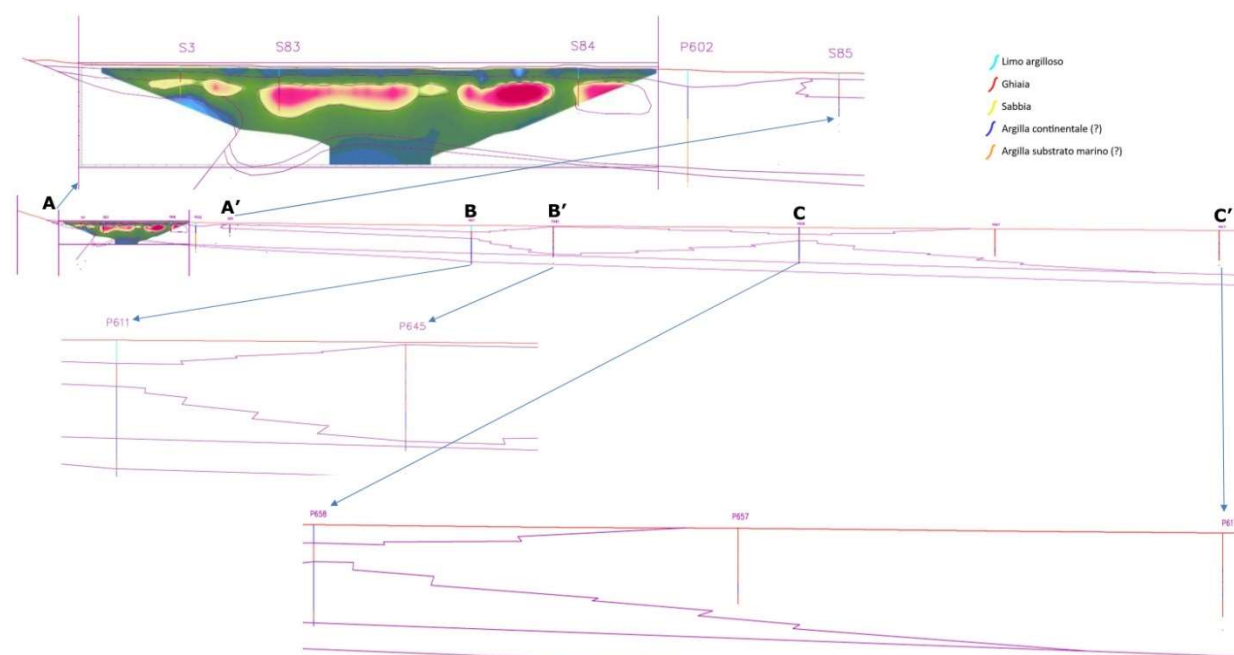 S3
S83
S84
P602
S85
Limo argilloso
Ghiaia
Sabbia
Argilla continentale (?)
Argilla substrato marino (?)
A
A'
B
B'
C
C'
P611
P645
P658
P657